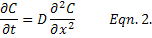 ∂C/∂t = D ∂²C/∂x²   Eqn. 2.